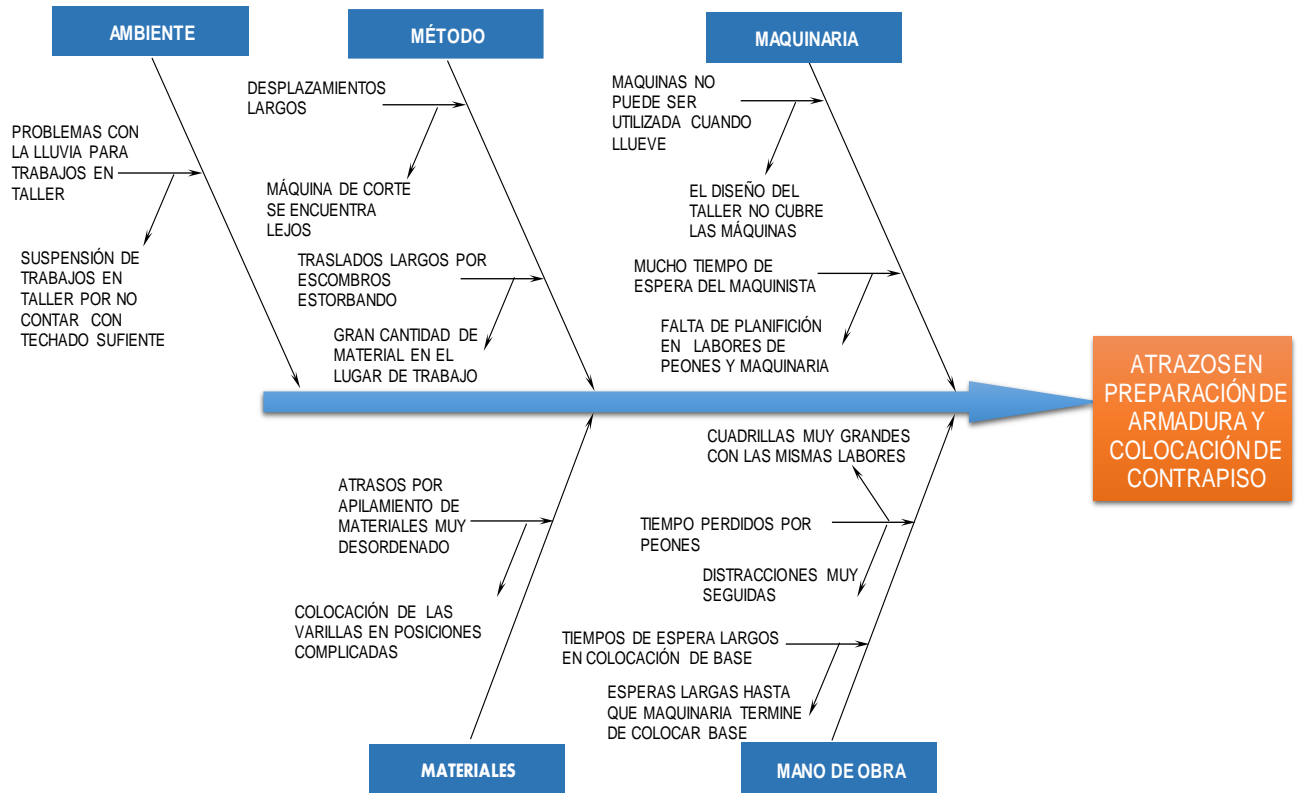 AMBIENTE
MÉTODO
MAQUINARIA
PROBLEMAS CON
LA LLUVIA PARA
TRABAJOS EN
TALLER
SUSPENSIÓN DE
TRABAJOS EN
TALLER POR NO
CONTAR CON
TECHADO SUFIENTE
DESPLAZAMIENTOS
LARGOS
MÁQUINA DE CORTE
SE ENCUENTRA
LEJOS
TRASLADOS LARGOS POR
ESCOMBROS
ESTORBANDO
GRAN CANTIDAD DE
MATERIAL EN EL
LUGAR DE TRABAJO
MAQUINAS NO
PUEDE SER
UTILIZADA CUANDO
LLUEVE
EL DISEÑO DEL
TALLER NO CUBRE
LAS MÁQUINAS
MUCHO TIEMPO DE
ESPERA DEL MAQUINISTA
FALTA DE PLANIFICIÓN
EN LABORES DE
PEONES Y MAQUINARIA
ATRAZOS EN
PREPARACIÓN DE
ARMADURA Y
COLOCACIÓN DE
CONTRAPISO
ATRASOS POR
APILAMIENTO DE
MATERIALES MUY
DESORDENADO
COLOCACIÓN DE LAS
VARILLAS EN POSICIONES
COMPLICADAS
CUADRILLAS MUY GRANDES
CON LAS MISMAS LABORES
TIEMPO PERDIDOS POR
PEONES
DISTRACCIONES MUY
SEGUIDAS
TIEMPOS DE ESPERA LARGOS
EN COLOCACIÓN DE BASE
ESPERAS LARGAS HASTA
QUE MAQUINARIA TERMINE
DE COLOCAR BASE
MATERIALES
MANO DE OBRA